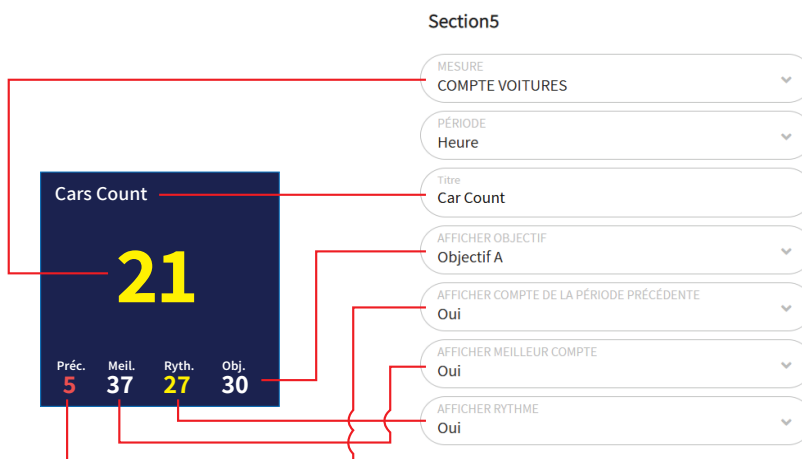 Section5
MESURE
COMPTE VOITURES
PÉRIODE
Heure
Titre
Car Count
AFFICHER OBJECTIF
Objectif A
AFFICHER COMPTE DE LA PÉRIODE PRÉCÉDENTE
Oui
AFFICHER MEILLEUR COMPTE
Oui
AFFICHER RYTHME
Oui
Cars Count
21
Préc. Meil. Ryth. Obj.
5 37 27 30